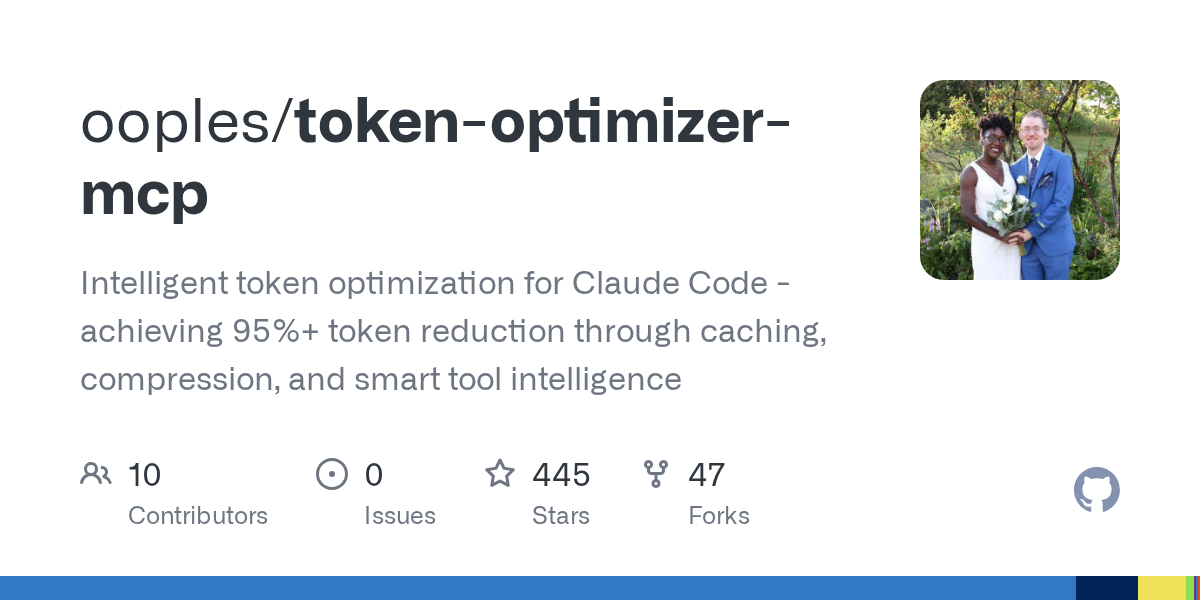 ooples/token-optimizer-
mcp
Intelligent token optimization for Claude Code -
achieving 95%+ token reduction through caching,
compression, and smart tool intelligence
10 0 445 47
Contributors Issues Stars Forks